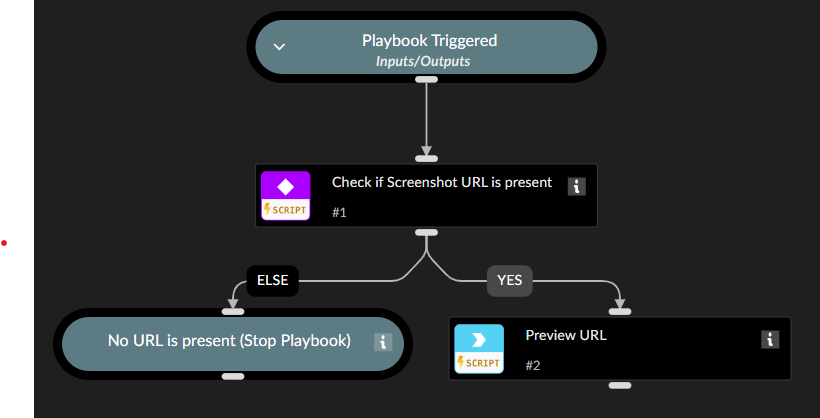 Playbook Triggered
Inputs/Outputs
Check if Screenshot URL is present
SCRIPT
#1
ELSE
YES
No URL is present (Stop Playbook)
Preview URL
SCRIPT
#2